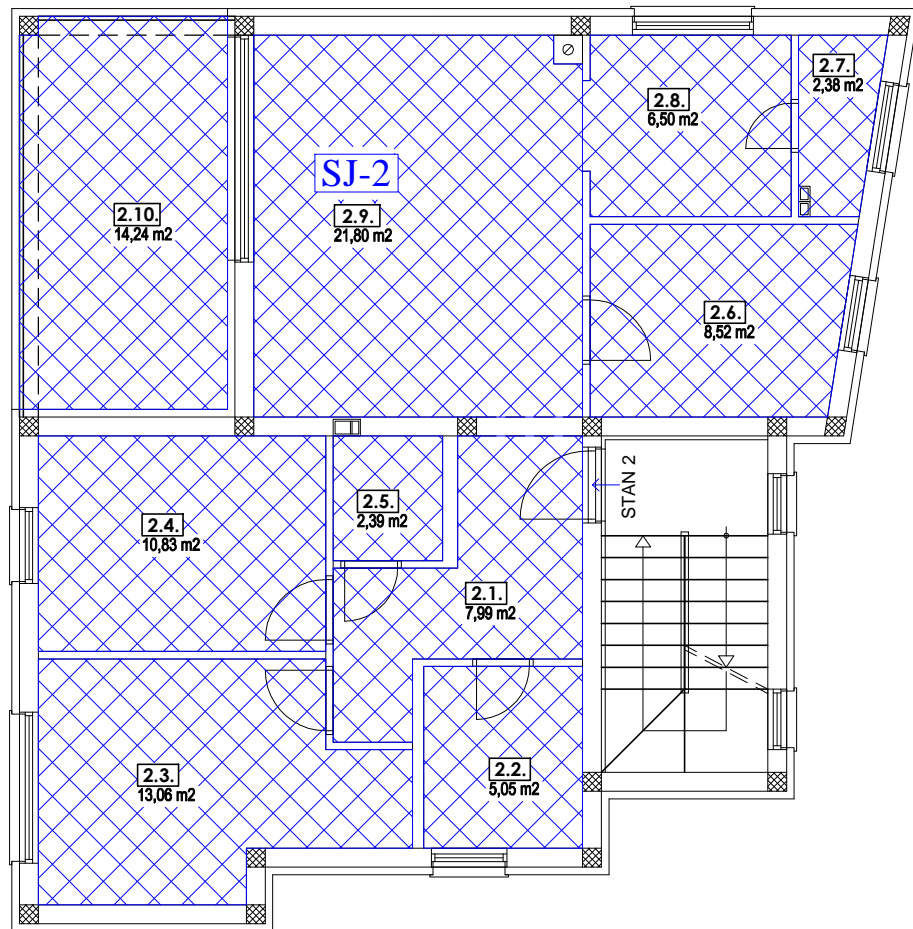 2.7.
2,38 m2
2.8.
6,50 m2
SJ-2
2.10.
14,24 m2
2.9.
21,80 m2
2.6.
8,52 m2
STAN 2
2.5.
2,39 m2
2.4.
10,83 m2
2.1.
7,99 m2
2.3.
13,06 m2
2.2.
5,05 m2